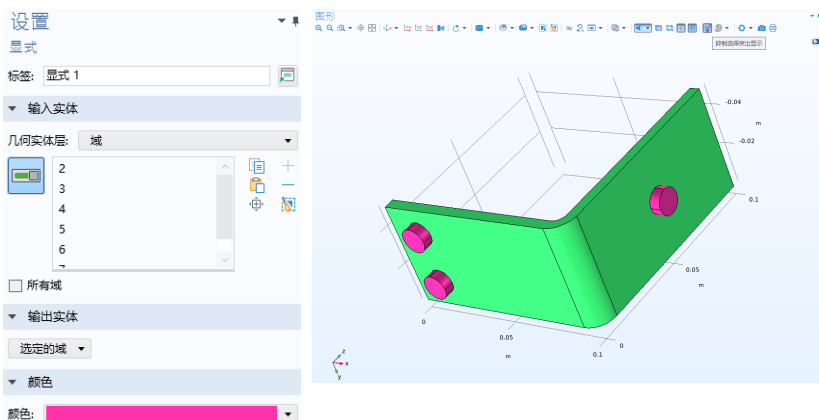 设置
显式
标签: 显式 1
输入实体
几何实体层: 域
2
3
4
5
6
所有域
输出实体
选定的域
颜色
颜色:
图形
抑制选择突出显示
-0.04
m
-0.02
0.1
0.05
m
0
0.05
m
0.1
0
z
x
y